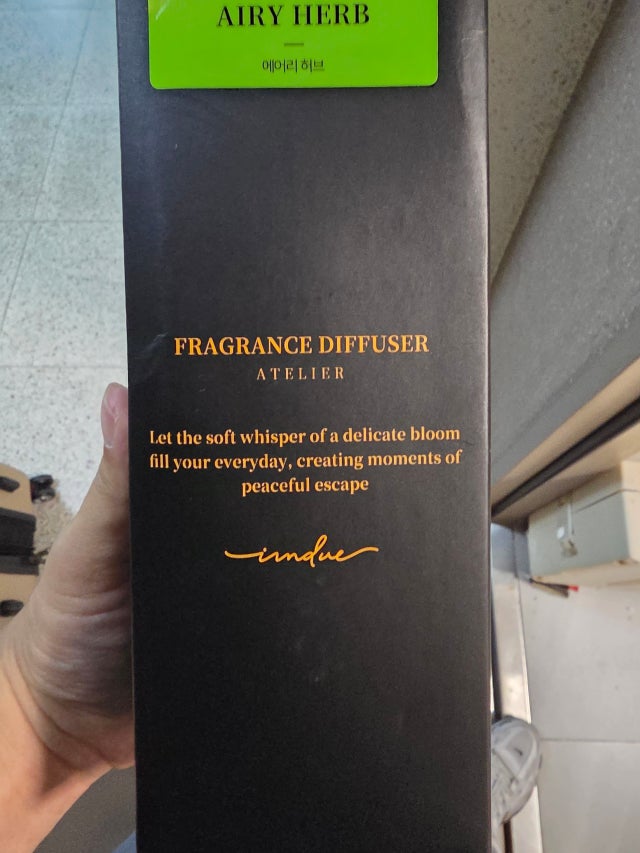 AIRY HERB
에어리 허브
FRAGRANCE DIFFUSER
ATELIER
Let the soft whisper of a delicate bloom
fill your everyday, creating moments of
peaceful escape